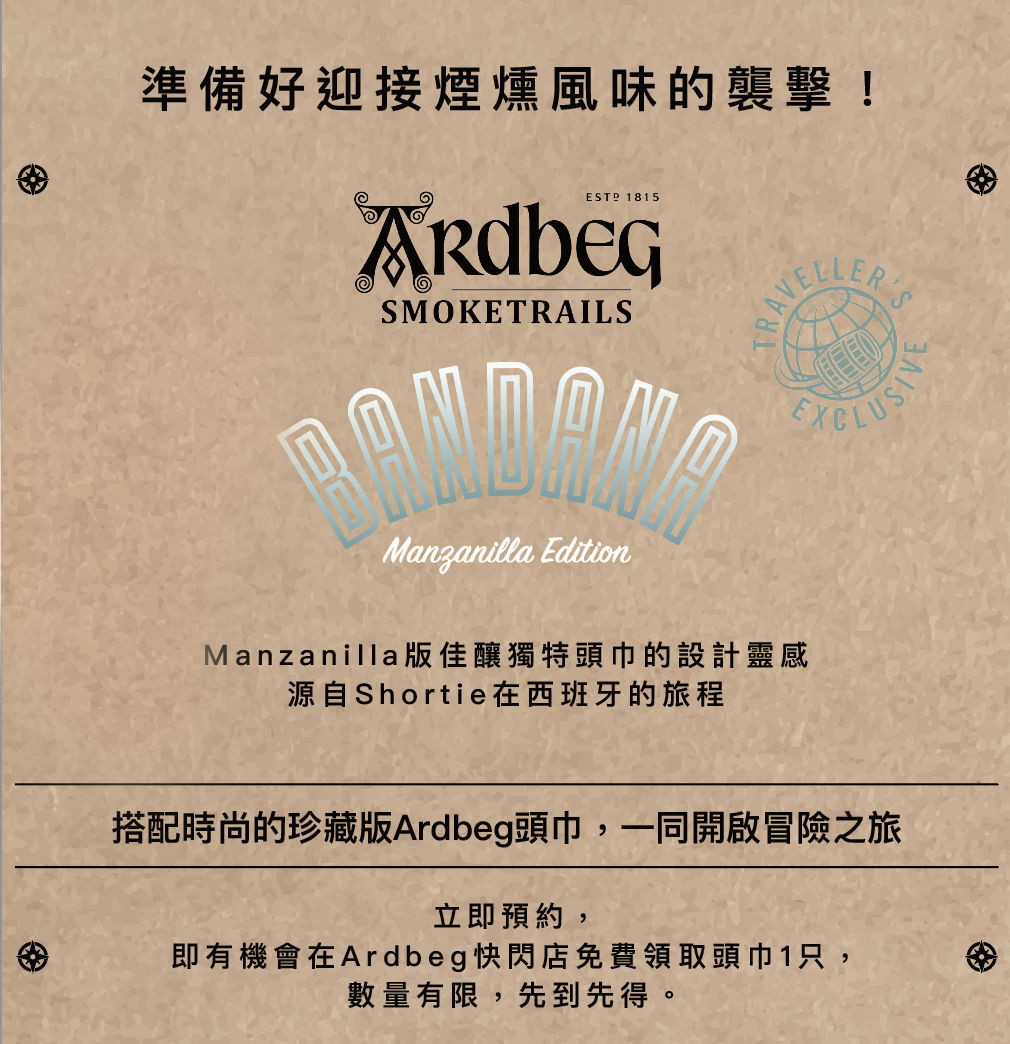 準備好迎接煙燻風味的襲擊！
ESTD 1815
Ardbeg
SMOKETRAILS
TRAVELLER'S
EXCLUSIVE
BANDANA
Manzanilla Edition
Manzanilla版佳釀獨特頭巾的設計靈感
源自Shortie在西班牙的旅程
搭配時尚的珍藏版Ardbeg頭巾，一同開啟冒險之旅
立即預約，
即有機會在Ardbeg快閃店免費領取頭巾1只，
數量有限，先到先得。